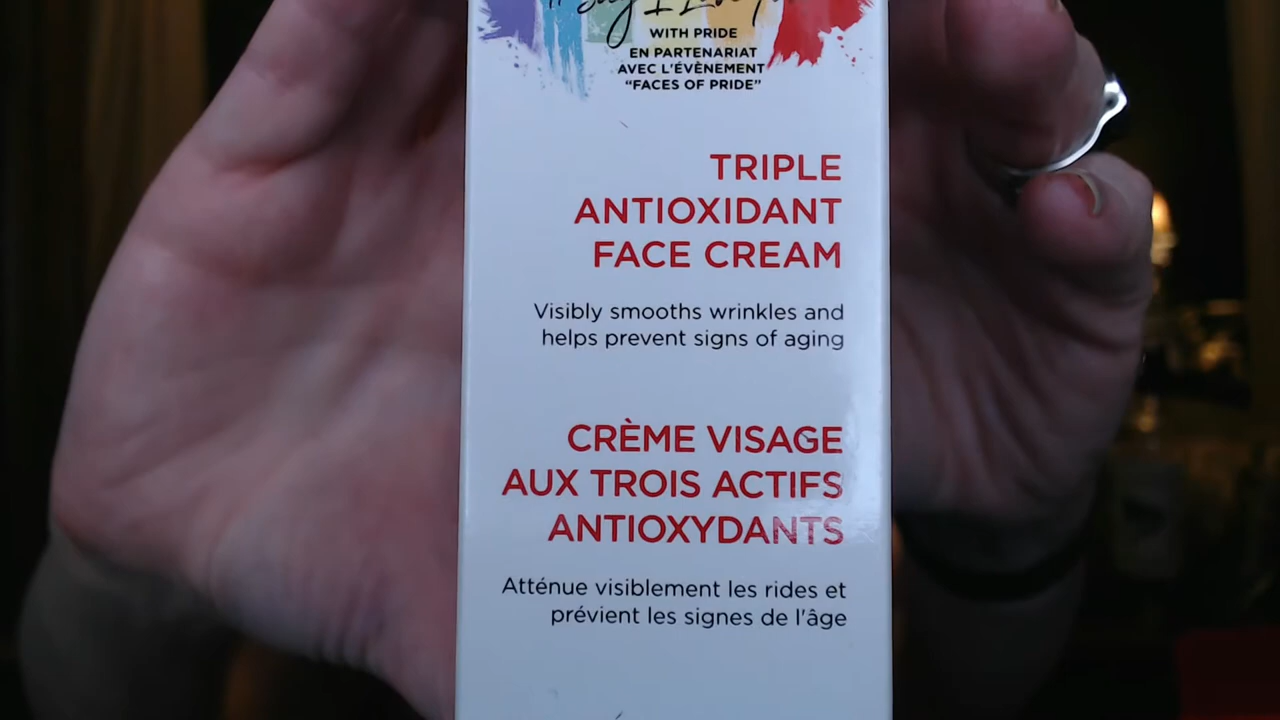 WITH PRIDE
EN PARTENARIAT
AVEC L'ÉVÈNEMENT
“FACES OF PRIDE”
TRIPLE
ANTIOXIDANT
FACE CREAM
Visibly smooths wrinkles and
helps prevent signs of aging
CRÈME VISAGE
AUX TROIS ACTIFS
ANTIOXYDANTS
Atténue visiblement les rides et
prévient les signes de l'âge